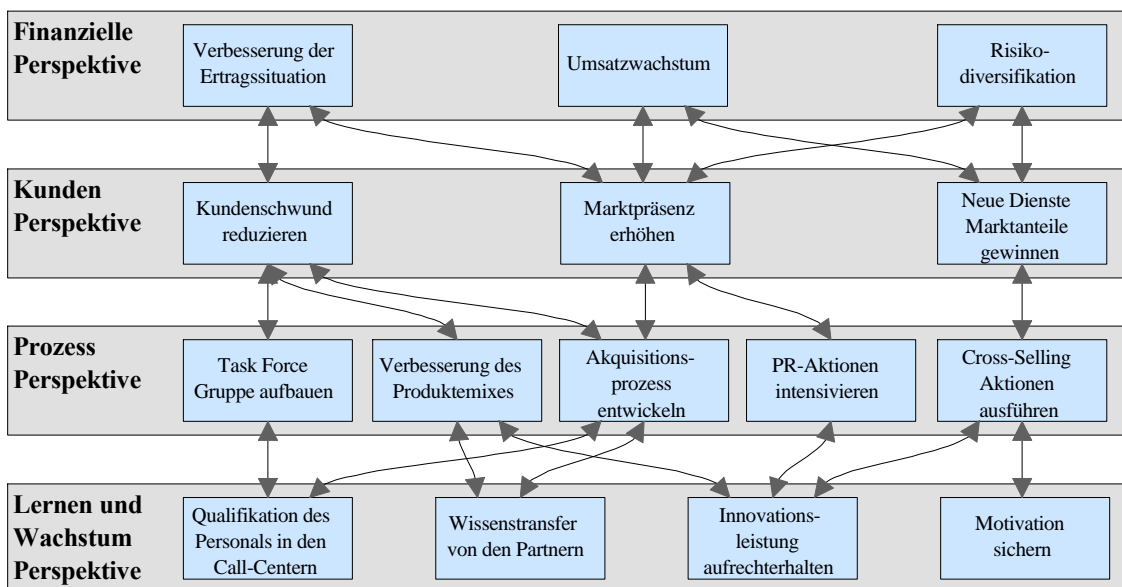 Finanzielle
Perspektive
Verbesserung der
Ertragssituation
Umsatzwachstum
Risiko-
diversifikation
Kunden
Perspektive
Kundenschwund
reduzieren
Marktpräsenz
erhöhen
Neue Dienste
Marktanteile
gewinnen
Prozess
Perspektive
Task Force
Gruppe aufbauen
Verbesserung des
Produktemixes
Akquisitions-
prozess
entwickeln
PR-Aktionen
intensivieren
Cross-Selling
Aktionen
ausführen
Lernen und
Wachstum
Perspektive
Qualifikation des
Personals in den
Call-Centern
Wissenstransfer
von den Partnern
Innovations-
leistung
aufrechterhalten
Motivation
sichern